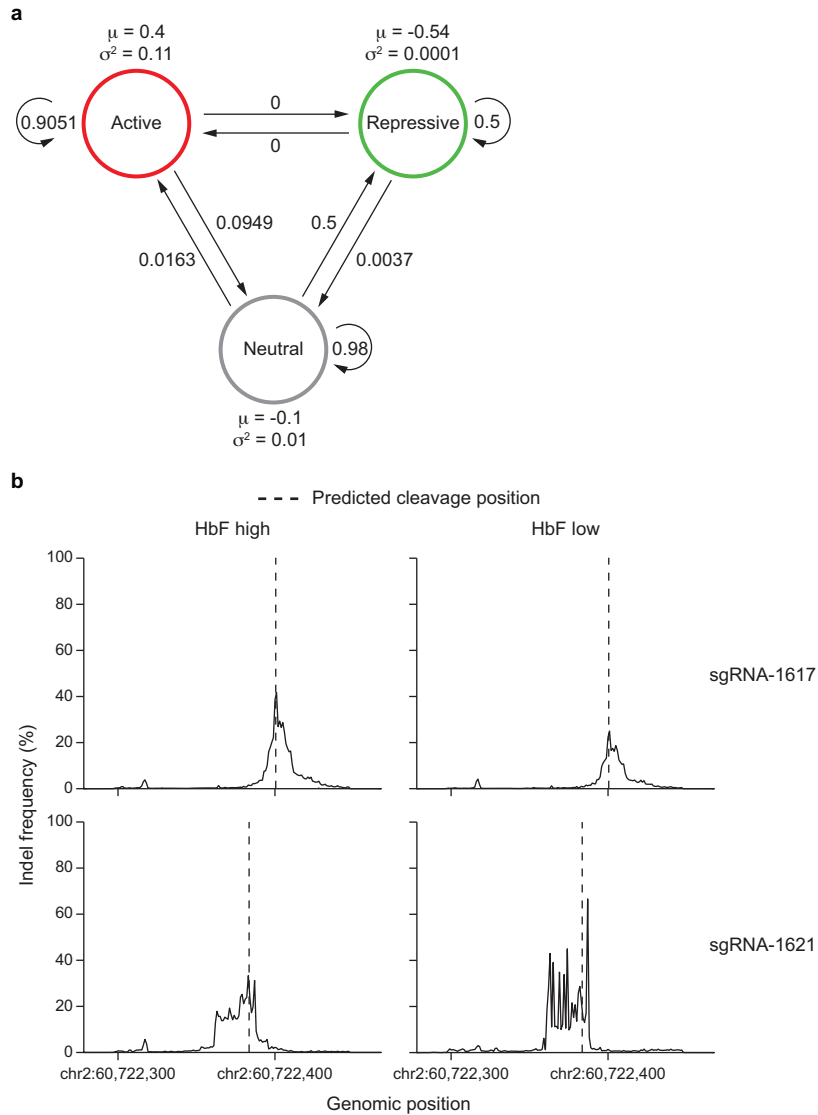 a
μ = 0.4
σ² = 0.11
μ = -0.54
σ² = 0.0001
0.9051
Active
0
0
Repressive
0.5
0.0949
0.0163
0.5
0.0037
Neutral
0.98
μ = -0.1
σ² = 0.01
b
Predicted cleavage position
HbF high
HbF low
Indel frequency (%)
100
80
60
40
20
0
sgRNA-1617
100
80
60
40
20
0
sgRNA-1621
chr2:60,722,300
chr2:60,722,400
chr2:60,722,300
chr2:60,722,400
Genomic position